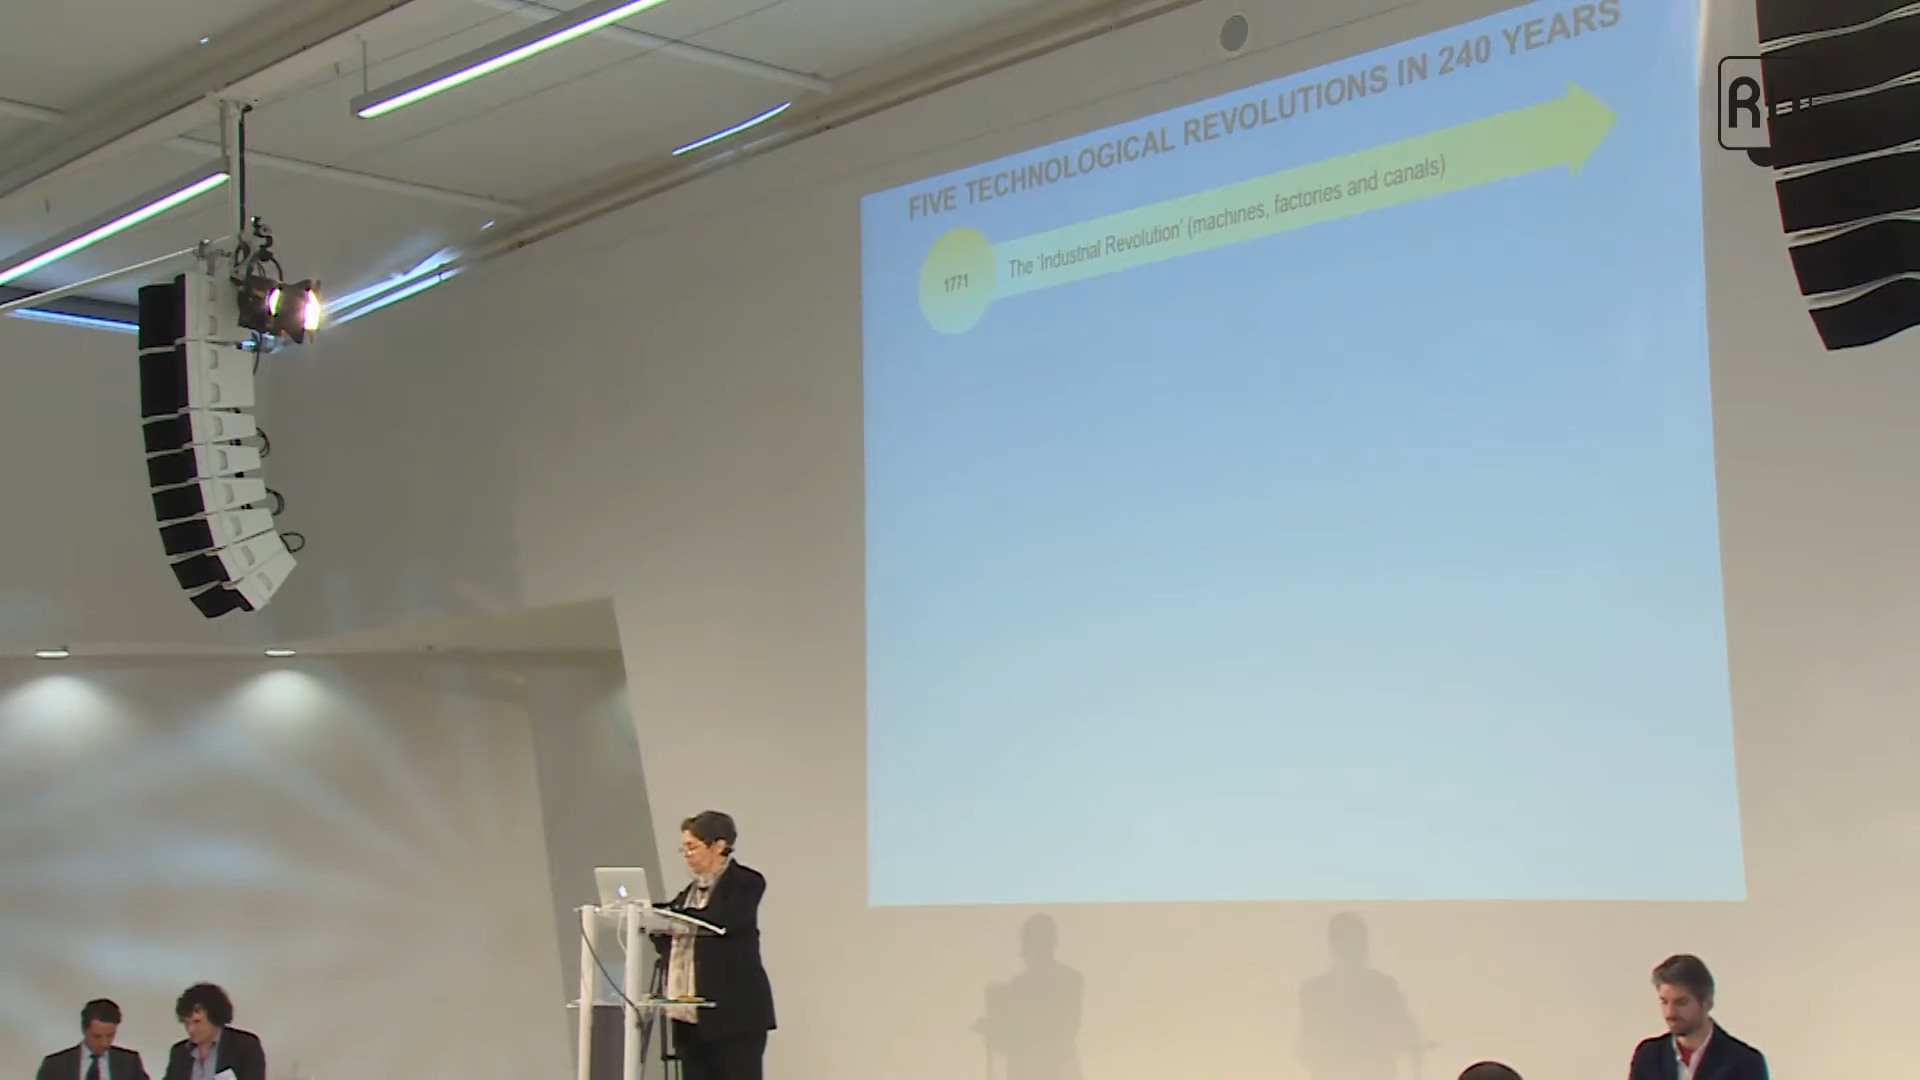 FIVE TECHNOLOGICAL REVOLUTIONS IN 240 YEARS
1771
The 'Industrial Revolution' (machines, factories and canals)